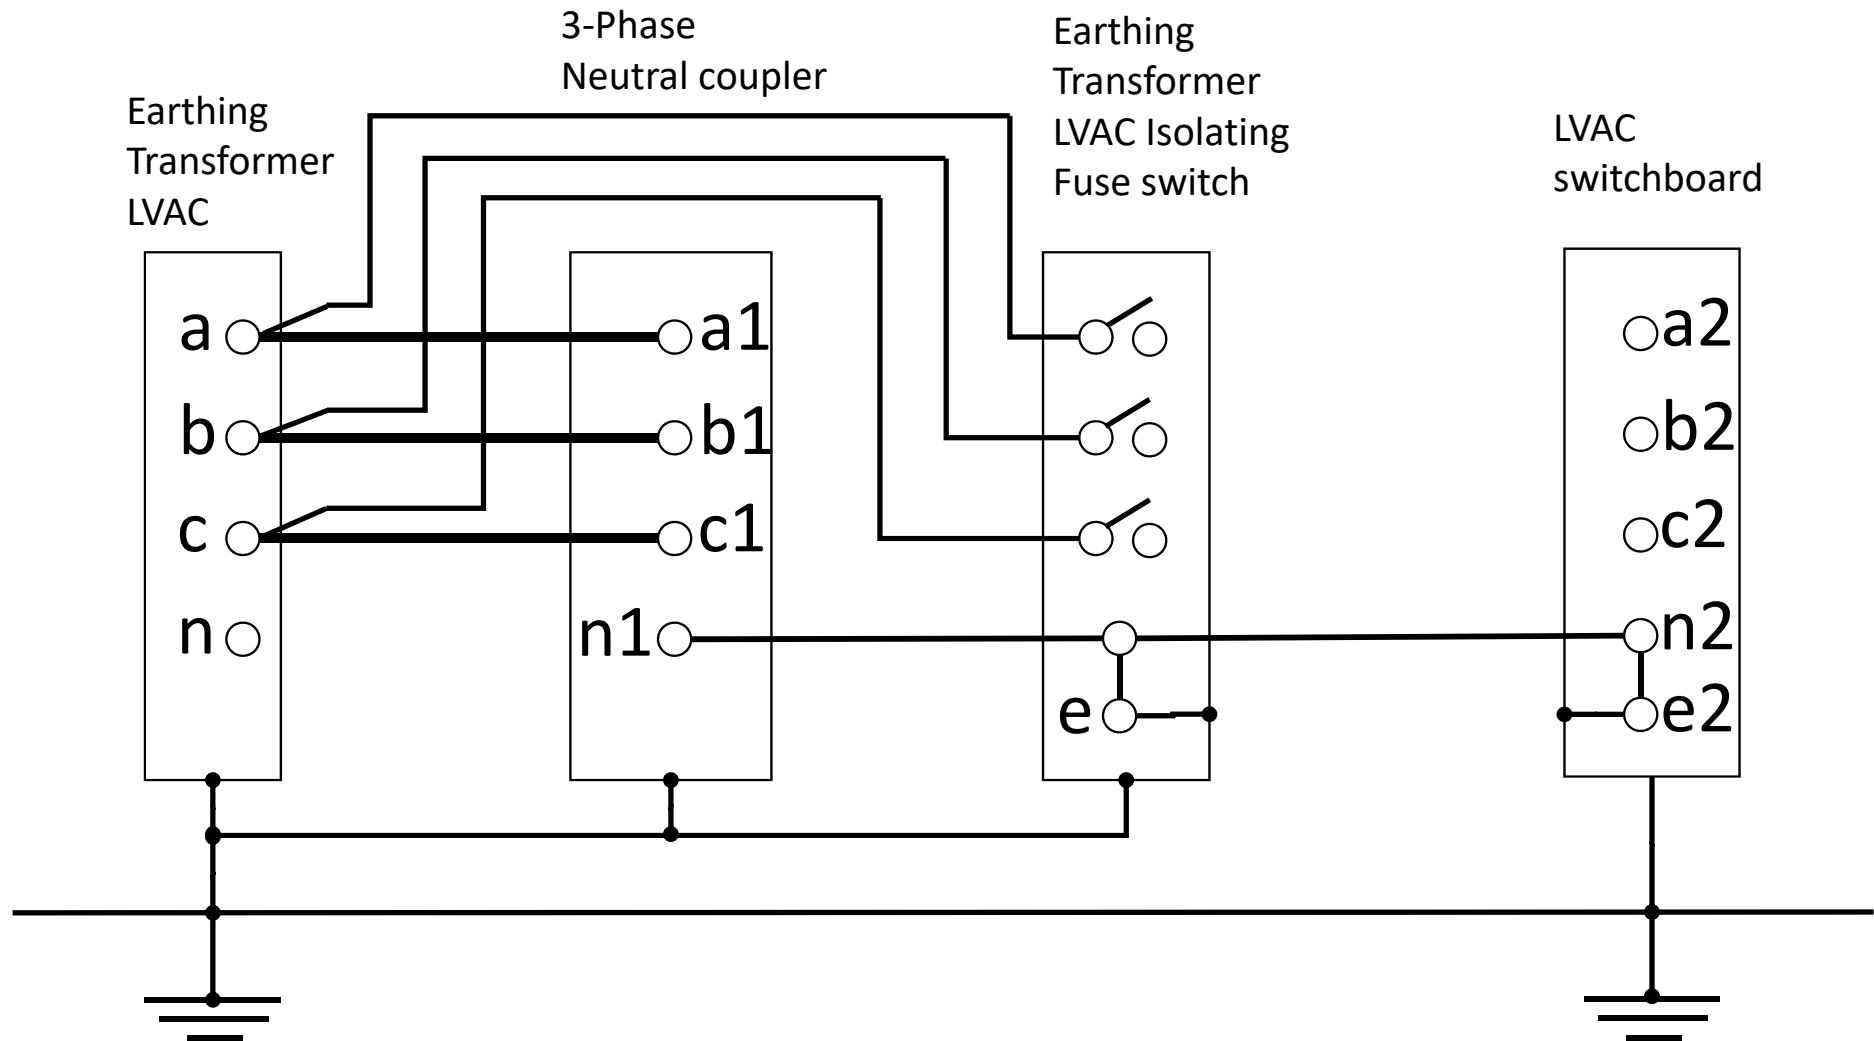 3-Phase
Neutral coupler
Earthing
Transformer
LVAC Isolating
Fuse switch
Earthing
Transformer
LVAC
LVAC
switchboard
a
a1
a2
b
b1
b2
c
c1
c2
n
n1
n2
e
e2